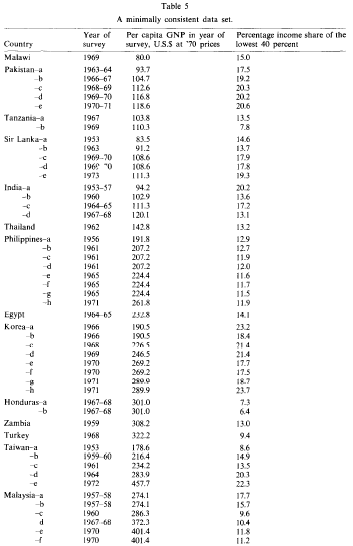 Table 5
A minimally consistent data set.
Country Year of survey Per capita GNP in year of survey, U.S.$ at '70 prices Percentage income share of the lowest 40 percent
Malawi 1969 80.0 15.0
Pakistan–a 1963–64 93.7 17.5
–b 1966–67 104.7 19.2
–c 1968–69 112.6 20.3
–d 1969–70 116.8 20.2
–e 1970–71 118.6 20.6
Tanzania–a 1967 103.8 13.5
–b 1969 110.3 7.8
Sir Lanka–a 1953 83.5 14.6
–b 1963 91.2 13.7
–c 1969–70 108.6 17.9
–d 108.6 17.8
–e 1973 111.3 19.3
India–a 1953–57 94.2 20.2
–b 1960 102.9 13.6
–c 1964–65 111.3 17.2
–d 1967–68 120.1 13.1
Thailand 1962 142.8 13.2
Philippines–a 1956 191.8 12.9
–b 1961 207.2 12.7
–c 1961 207.2 11.9
–d 1961 207.2 12.0
–e 1965 224.4 11.6
–f 1965 224.4 11.7
–g 1965 224.4 11.5
–h 1971 261.8 11.9
Egypt 1964–65 232.8 14.1
Korea–a 1966 190.5 23.2
–b 1966 190.5 18.4
–c 1968 226.5 21.4
–d 1969 246.5 21.4
–e 1970 269.2 17.7
–f 1970 269.2 17.5
–g 1971 289.9 18.7
–h 1971 289.9 23.7
Honduras–a 1967–68 301.0 7.3
–b 1967–68 301.0 6.4
Zambia 1959 308.2 13.0
Turkey 1968 322.2 9.4
Taiwan–a 1953 178.6 8.6
–b 1959–60 216.4 14.9
–c 1961 234.2 13.5
–d 1964 283.9 20.3
–e 1972 457.7 22.3
Malaysia–a 1957–58 274.1 17.7
–b 1957–58 274.1 15.7
–c 1960 286.3 9.6
d 1967–68 372.3 10.4
–e 1970 401.4 11.8
–f 1970 401.4 11.2